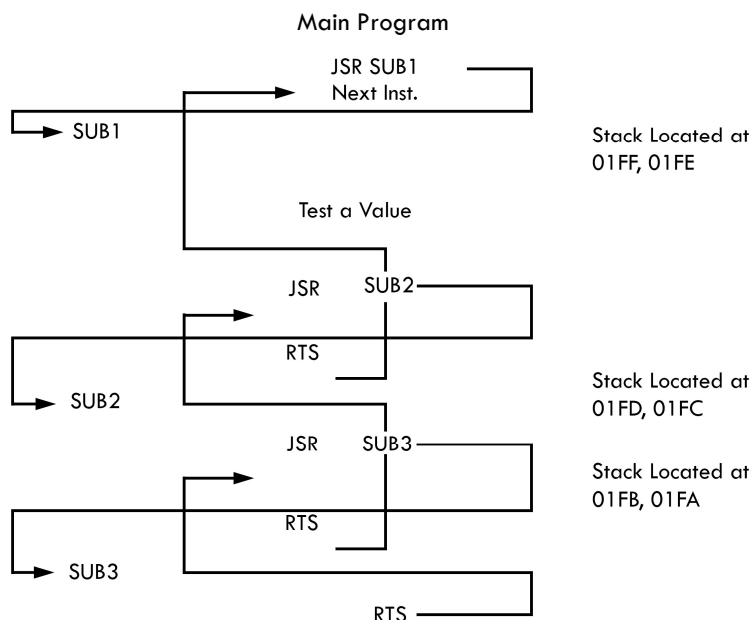 Main Program
JSR SUB1
Next Inst.
SUB1
Stack Located at
01FF, 01FE
Test a Value
JSR SUB2
RTS
SUB2
Stack Located at
01FD, 01FC
JSR SUB3
Stack Located at
01FB, 01FA
RTS
SUB3
RTS